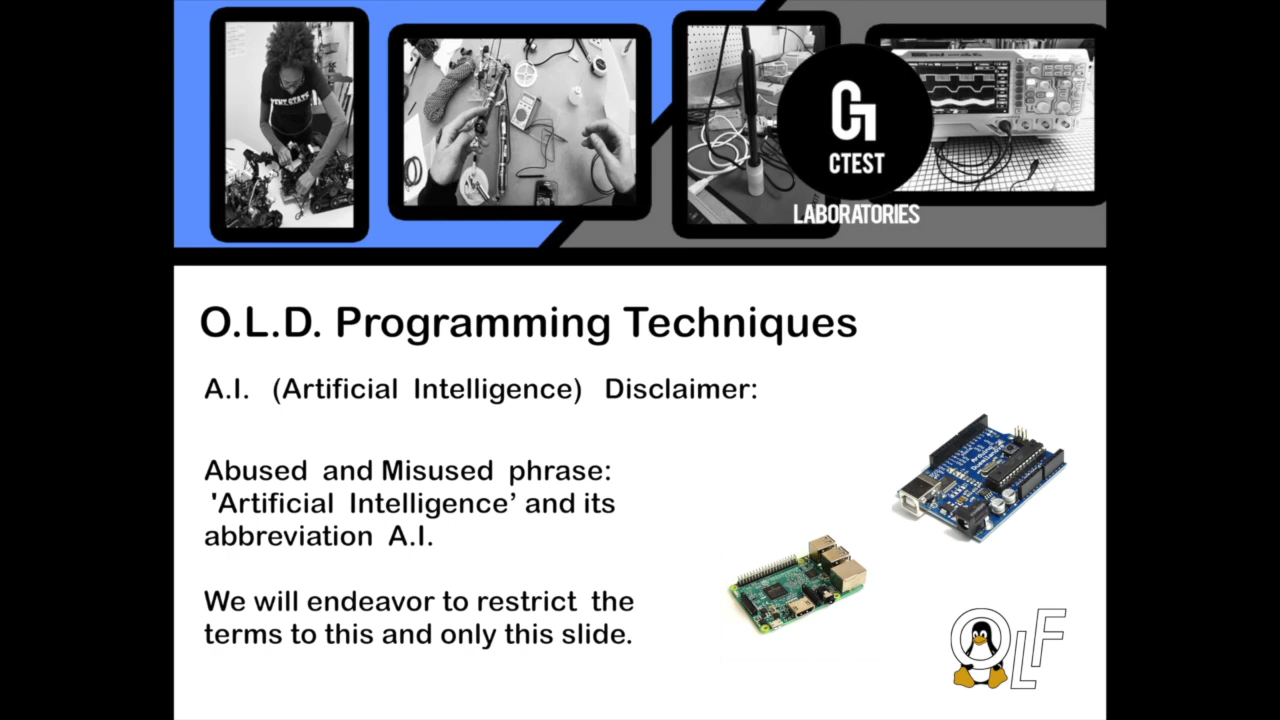 CTEST
LABORATORIES
O.L.D. Programming Techniques
A.I. (Artificial Intelligence) Disclaimer:
Abused and Misused phrase:
'Artificial Intelligence’ and its
abbreviation A.I.
We will endeavor to restrict the
terms to this and only this slide.
OLF